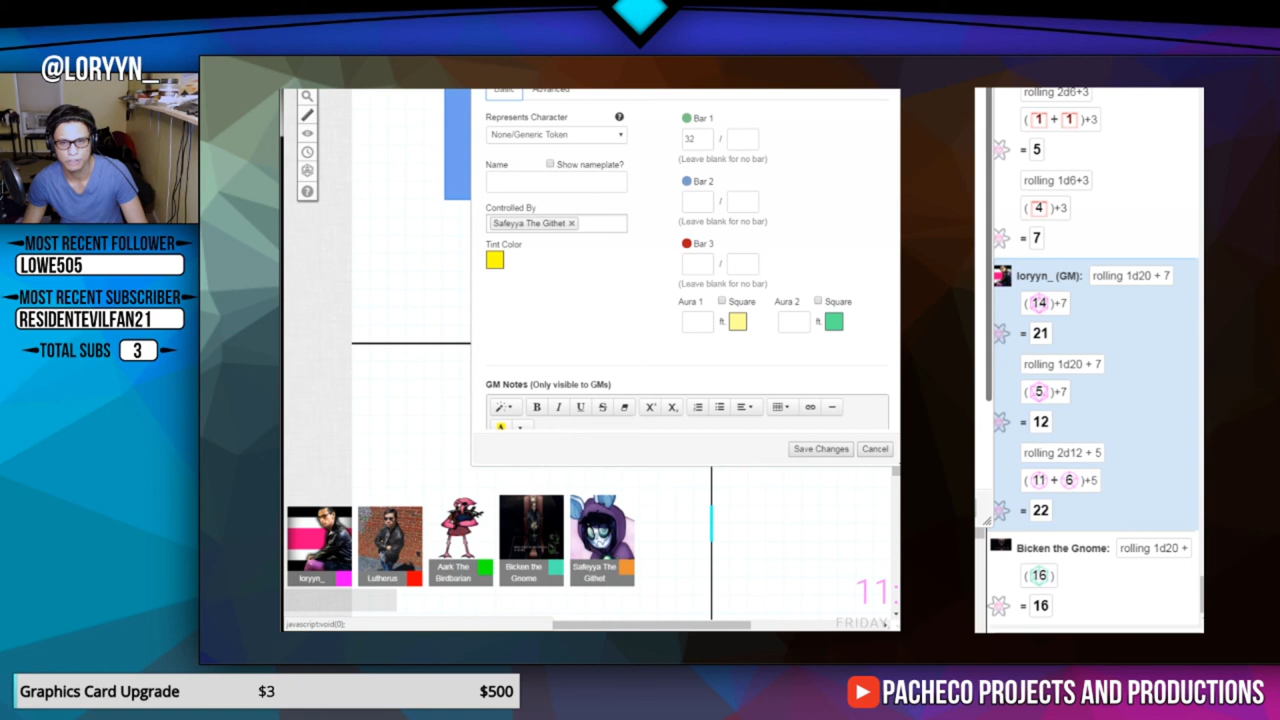 @LORYYN_
MOST RECENT FOLLOWER
LOWE505
MOST RECENT SUBSCRIBER
RESIDENTEVILFAN21
TOTAL SUBS 3
Basic Advanced
Represents Character ?
None/Generic Token
Name Show nameplate?
Controlled By
Safeyya The Githet ×
Tint Color
Bar 1
32 /
(Leave blank for no bar)
Bar 2
/
(Leave blank for no bar)
Bar 3
/
(Leave blank for no bar)
Aura 1 Square Aura 2 Square
ft. ft.
GM Notes (Only visible to GMs)
B I U S X' X,
A
Save Changes Cancel
loryyn_
Lutherus
Aark The
Birdbarian
Bicken the
Gnome
Safeyya The
Githet
11:
FRIDAY,
javascript:void(0);
rolling 2d6+3
(1 + 1)+3
= 5
rolling 1d6+3
(4)+3
= 7
loryyn_ (GM): rolling 1d20 + 7
(14)+7
= 21
rolling 1d20 + 7
(5)+7
= 12
rolling 2d12 + 5
(11 + 6)+5
= 22
Bicken the Gnome: rolling 1d20 +
(16)
= 16
Graphics Card Upgrade $3 $500
PACHECO PROJECTS AND PRODUCTIONS